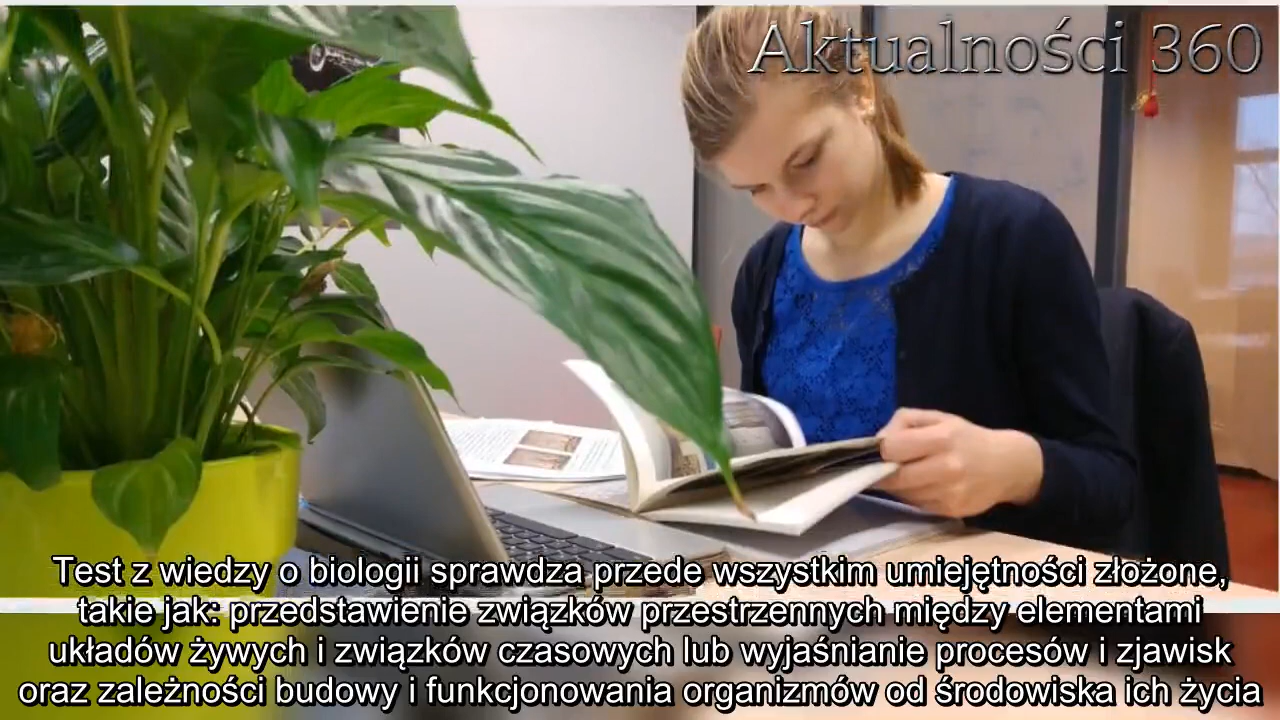 Aktualności 360
Test z wiedzy o biologii sprawdza przede wszystkim umiejętności złożone,
takie jak: przedstawienie związków przestrzennych między elementami
układów żywych i związków czasowych lub wyjaśnianie procesów i zjawisk
oraz zależności budowy i funkcjonowania organizmów od środowiska ich życia